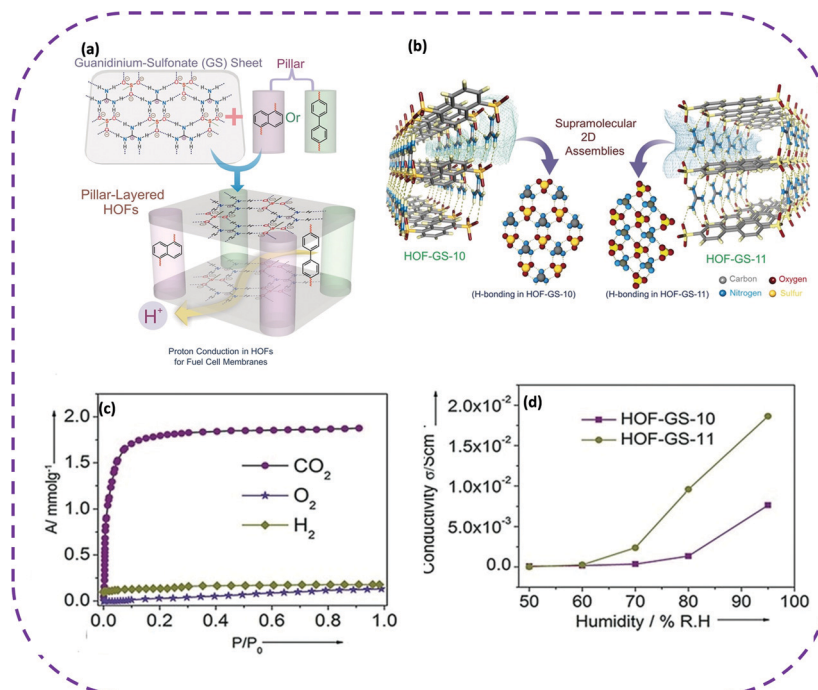 (a)
Guanidinium-Sulfonate (GS) Sheet
Pillar
+
Or
Pillar-Layered
HOFs
H⁺
Proton Conduction in HOFs
for Fuel Cell Membranes
(b)
Supramolecular
2D
Assemblies
HOF-GS-10
HOF-GS-11
(H-bonding in HOF-GS-10)
(H-bonding in HOF-GS-11)
Carbon
Oxygen
Nitrogen
Sulfur
(c)
A/ mmolg⁻¹
2.0
1.5
1.0
0.5
0.0
CO₂
O₂
H₂
0.0
0.2
0.4
0.6
0.8
1.0
P/P₀
(d)
Conductivity σ/Scm⁻
2.0x10⁻²
1.5x10⁻²
1.0x10⁻²
5.0x10⁻³
0.0
HOF-GS-10
HOF-GS-11
50
60
70
80
90
100
Humidity / % R.H